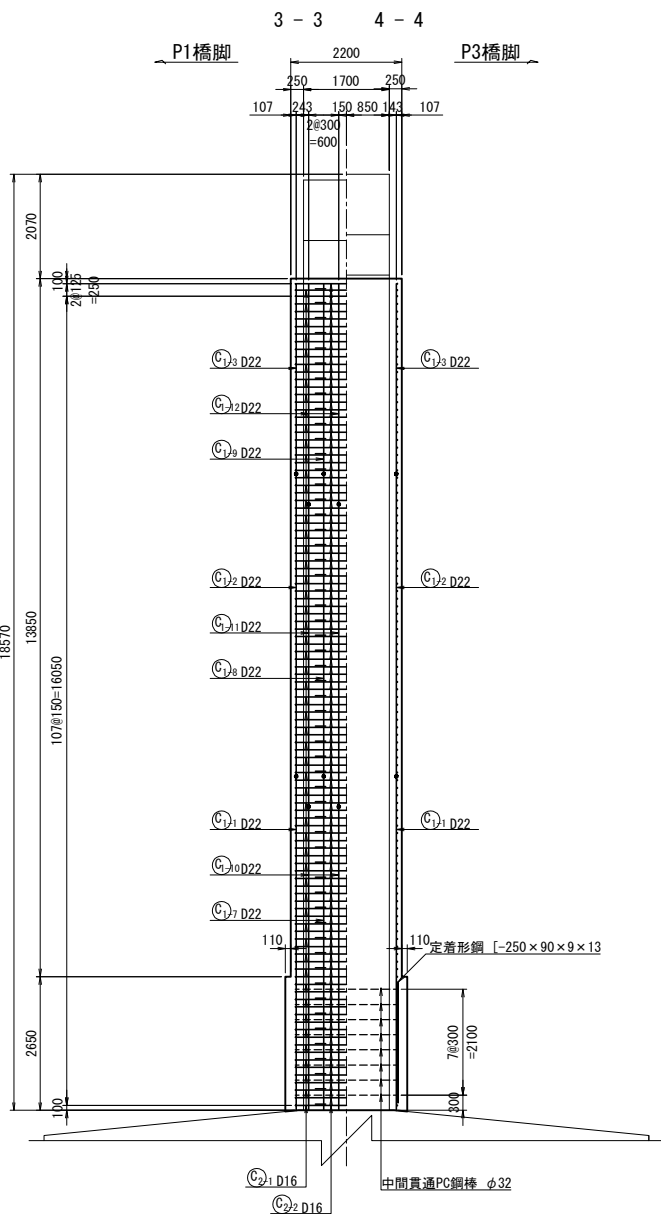 3 - 3
4 - 4
P1橋脚
P3橋脚
2200
250
1700
250
107
243
150
850
143
107
2@300
=600
2070
100
2@125
=250
18570
13850
107@150=16050
2650
100
C1-3 D22
C1-3 D22
C1-12 D22
C1-9 D22
C1-2 D22
C1-2 D22
C1-11 D22
C1-8 D22
C1-1 D22
C1-1 D22
C1-10 D22
C1-7 D22
110
110
定着形鋼 [-250×90×9×13
7@300
=2100
300
C2-1 D16
中間貫通PC鋼棒 φ32
C2-2 D16